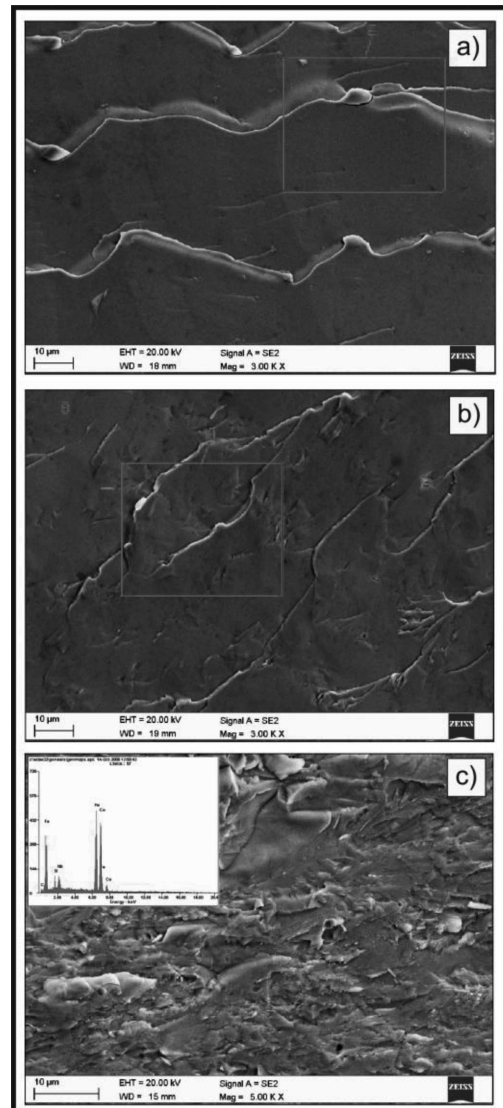 a)
10 µm
EHT = 20.00 kV
WD = 18 mm
Signal A = SE2
Mag = 3.00 K X
ZEISS
b)
10 µm
EHT = 20.00 kV
WD = 19 mm
Signal A = SE2
Mag = 3.00 K X
ZEISS
c)
Energy - keV
10 µm
EHT = 20.00 kV
WD = 15 mm
Signal A = SE2
Mag = 5.00 K X
ZEISS